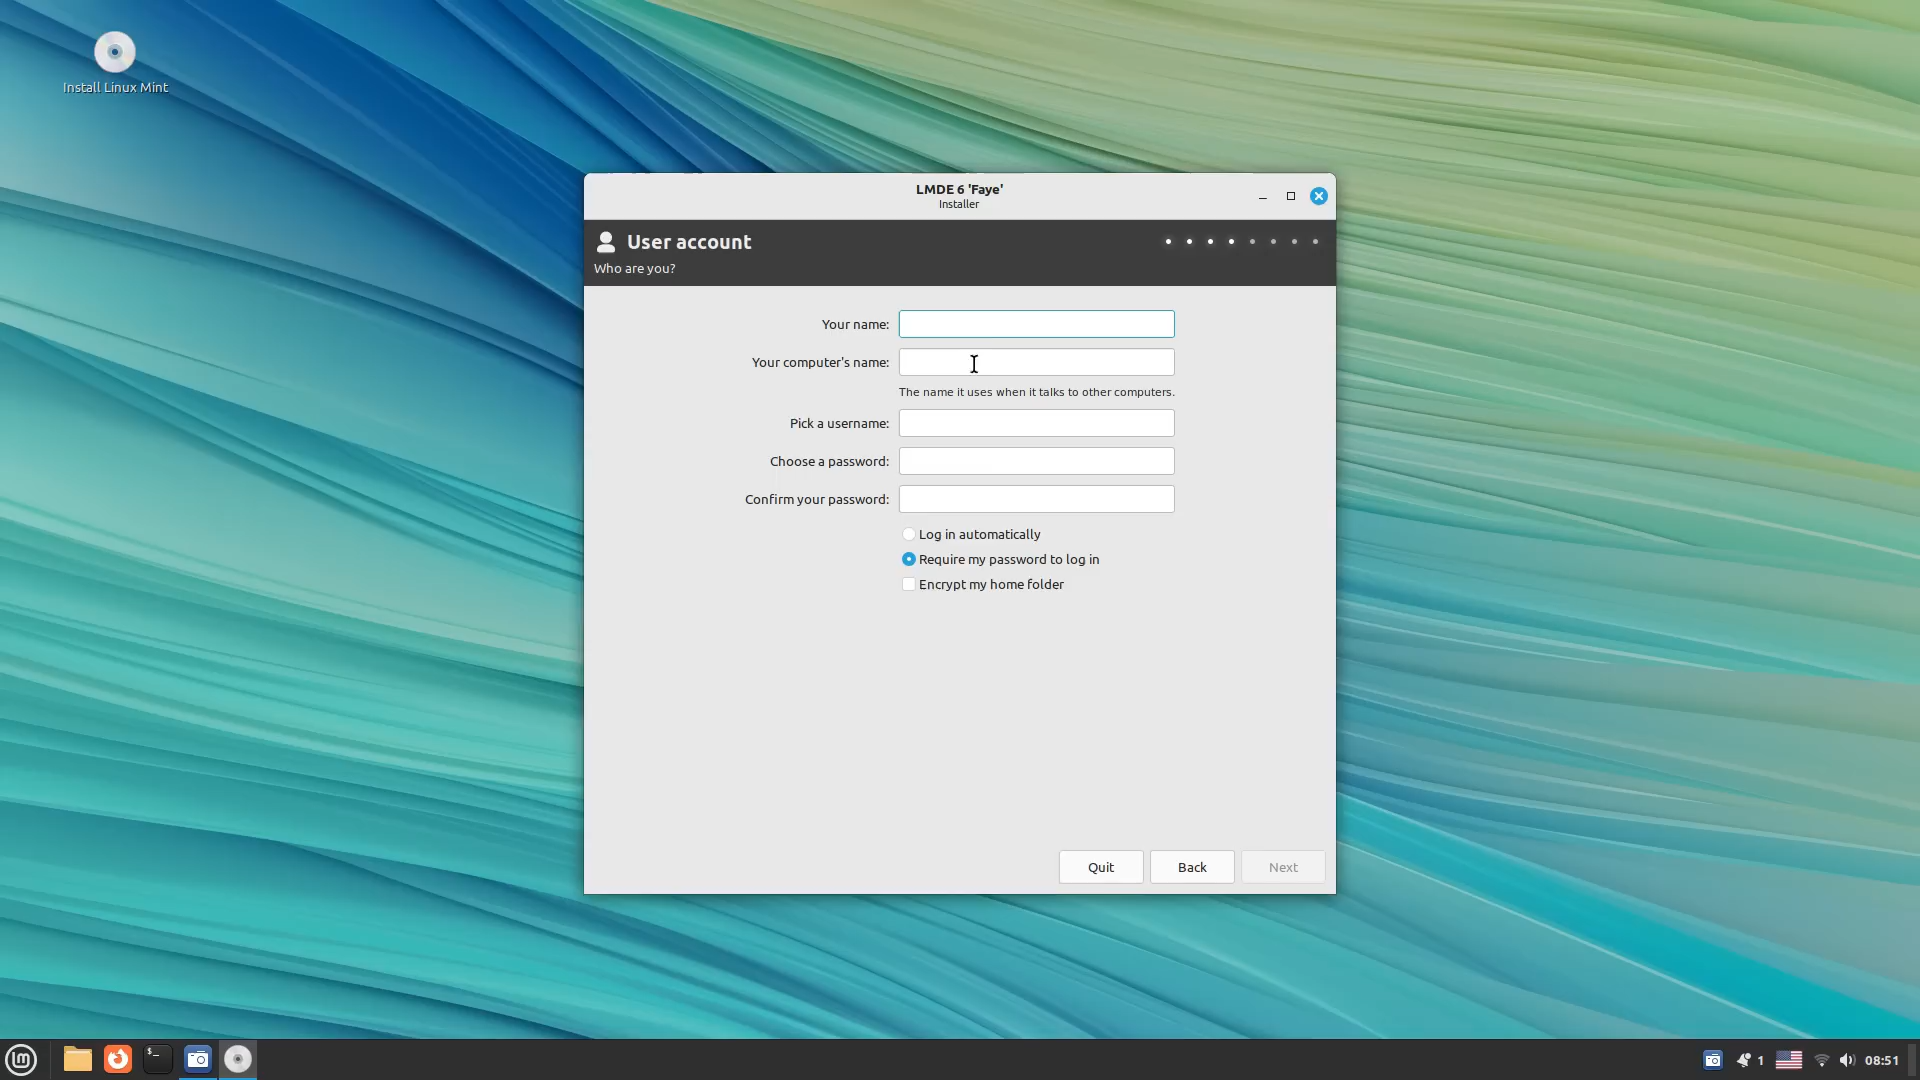 Install Linux Mint
LMDE 6 'Faye'
Installer
User account
Who are you?
Your name:
Your computer's name:
The name it uses when it talks to other computers.
Pick a username:
Choose a password:
Confirm your password:
Log in automatically
Require my password to log in
Encrypt my home folder
Quit
Back
Next
lm
$_
1
08:51